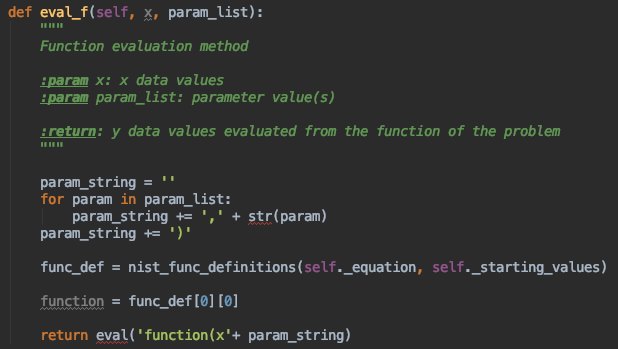 def eval_f(self, x, param_list):
    """
    Function evaluation method

    :param x: x data values
    :param param_list: parameter value(s)

    :return: y data values evaluated from the function of the problem
    """

    param_string = ''
    for param in param_list:
        param_string += ',' + str(param)
    param_string += ')'

    func_def = nist_func_definitions(self._equation, self._starting_values)

    function = func_def[0][0]

    return eval('function(x'+ param_string)